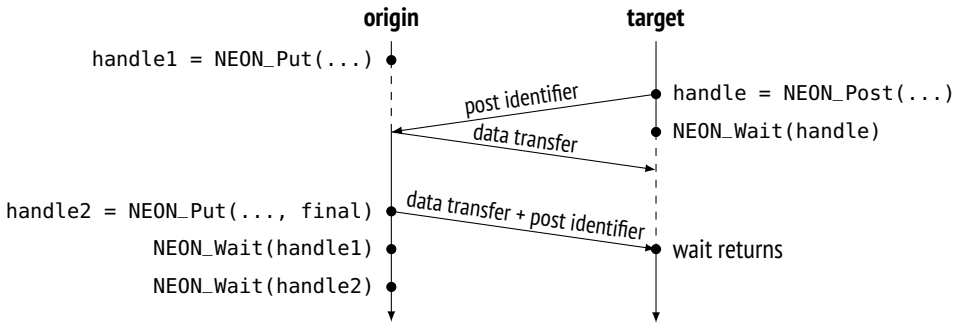 origin
target
handle1 = NEON_Put(...)
post identifier
handle = NEON_Post(...)
data transfer
NEON_Wait(handle)
handle2 = NEON_Put(..., final)
data transfer + post identifier
NEON_Wait(handle1)
wait returns
NEON_Wait(handle2)